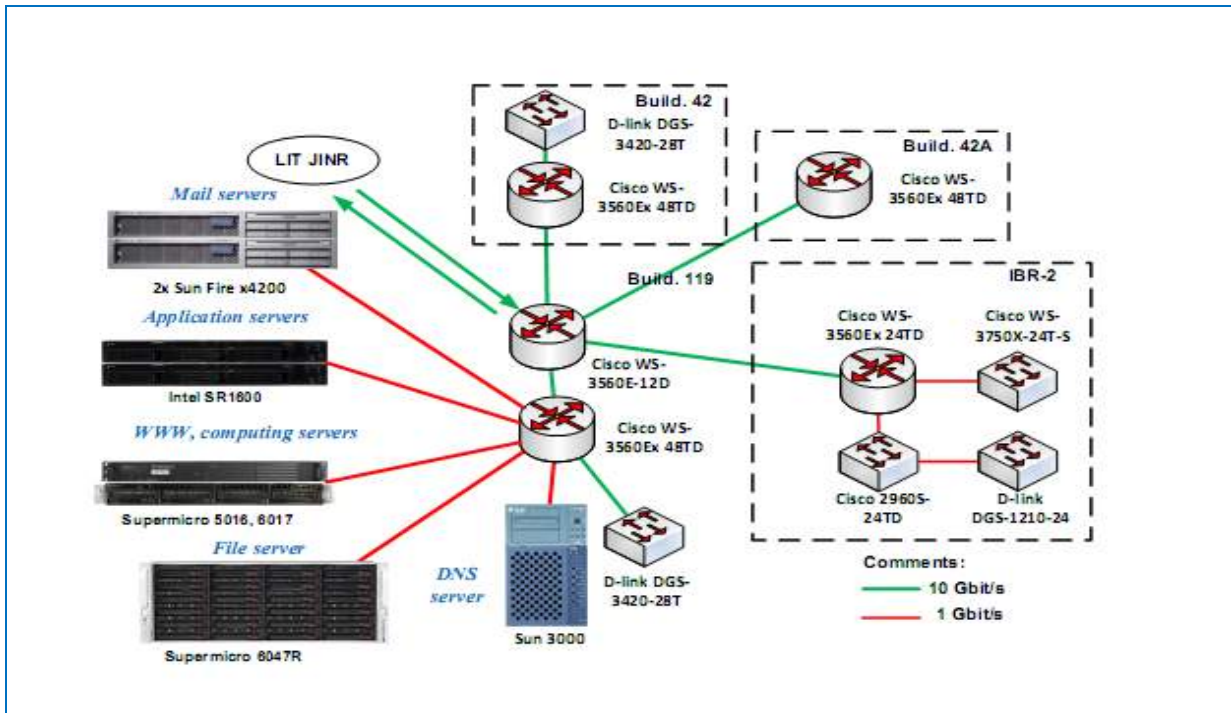 Build. 42
D-link DGS-
3420-28T
Cisco WS-
3560Ex 48TD
Build. 42A
Cisco WS-
3560Ex 48TD
LIT JINR
Mail servers
2x Sun Fire x4200
Application servers
Intel SR1600
WWW, computing servers
Supermicro 5016, 6017
File server
Supermicro 6047R
Build. 119
Cisco WS-
3560E-12D
Cisco WS-
3560Ex 48TD
DNS
server
Sun 3000
D-link DGS-
3420-28T
IBR-2
Cisco WS-
3560Ex 24TD
Cisco WS-
3750X-24T-S
Cisco 2960S-
24TD
D-link
DGS-1210-24
Comments:
10 Gbit/s
1 Gbit/s